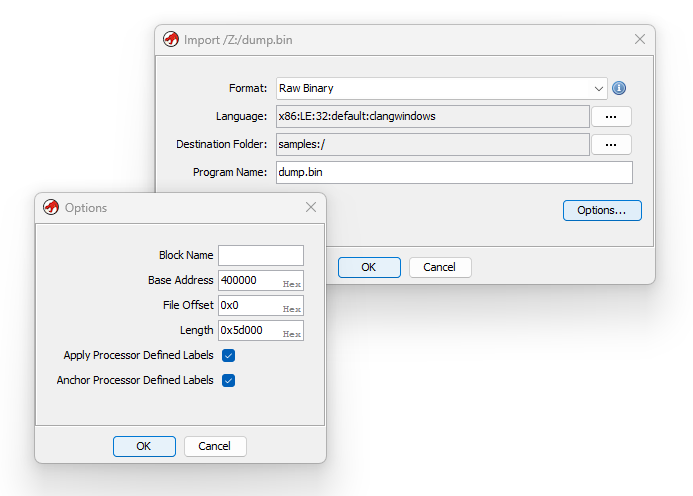 Import /Z:/dump.bin
Format: Raw Binary
Language: x86:LE:32:default:clangwindows ...
Destination Folder: samples:/ ...
Program Name: dump.bin
Options...
OK Cancel
Options
Block Name
Base Address 400000 Hex
File Offset 0x0 Hex
Length 0x5d000 Hex
Apply Processor Defined Labels
Anchor Processor Defined Labels
OK Cancel